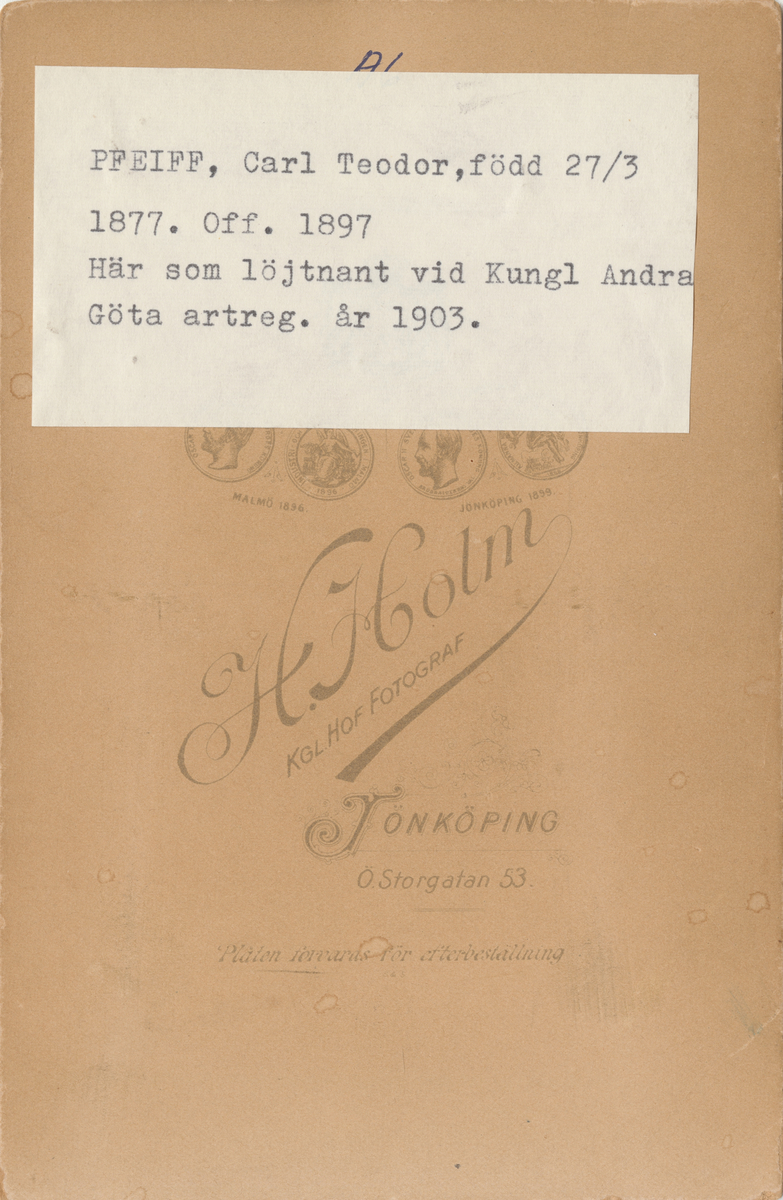 PFEIFF, Carl Teodor,född 27/3
1877. Off. 1897
Här som löjtnant vid Kungl Andra
Göta artreg. år 1903.
MALMÖ 1896.
JÖNKÖPING 1899.
H. Holm
KGL HOF FOTOGRAF
JÖNKÖPING
Ö. Storgatan 53.
Plåten förvaras för efterbeställning